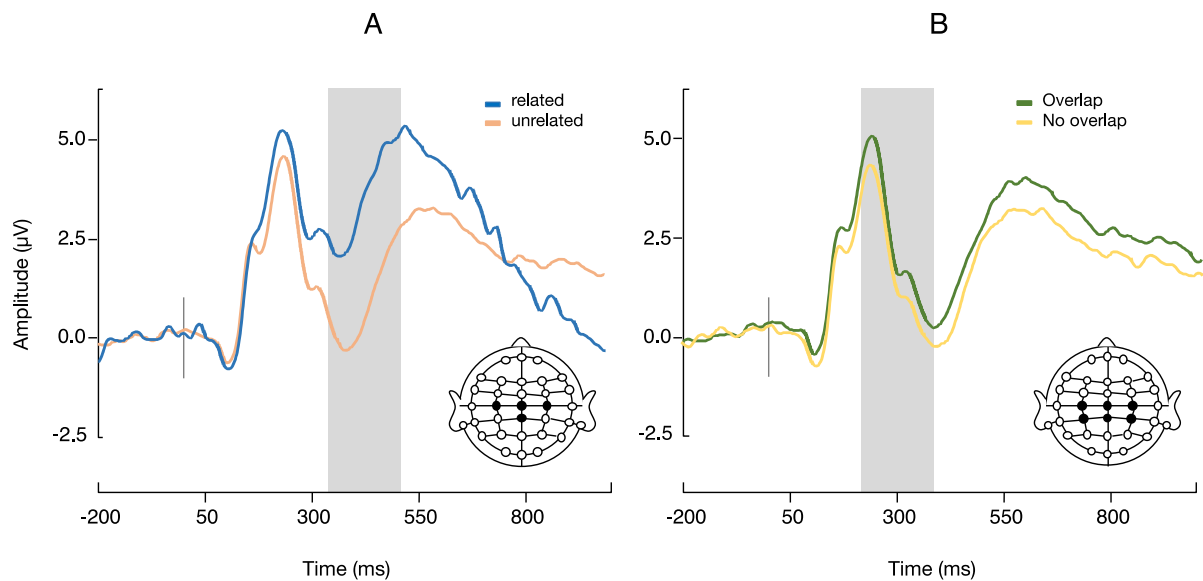 A
related
unrelated
5.0
2.5
0.0
-2.5
Amplitude (µV)
-200 50 300 550 800
Time (ms)
B
Overlap
No overlap
5.0
2.5
0.0
-2.5
-200 50 300 550 800
Time (ms)